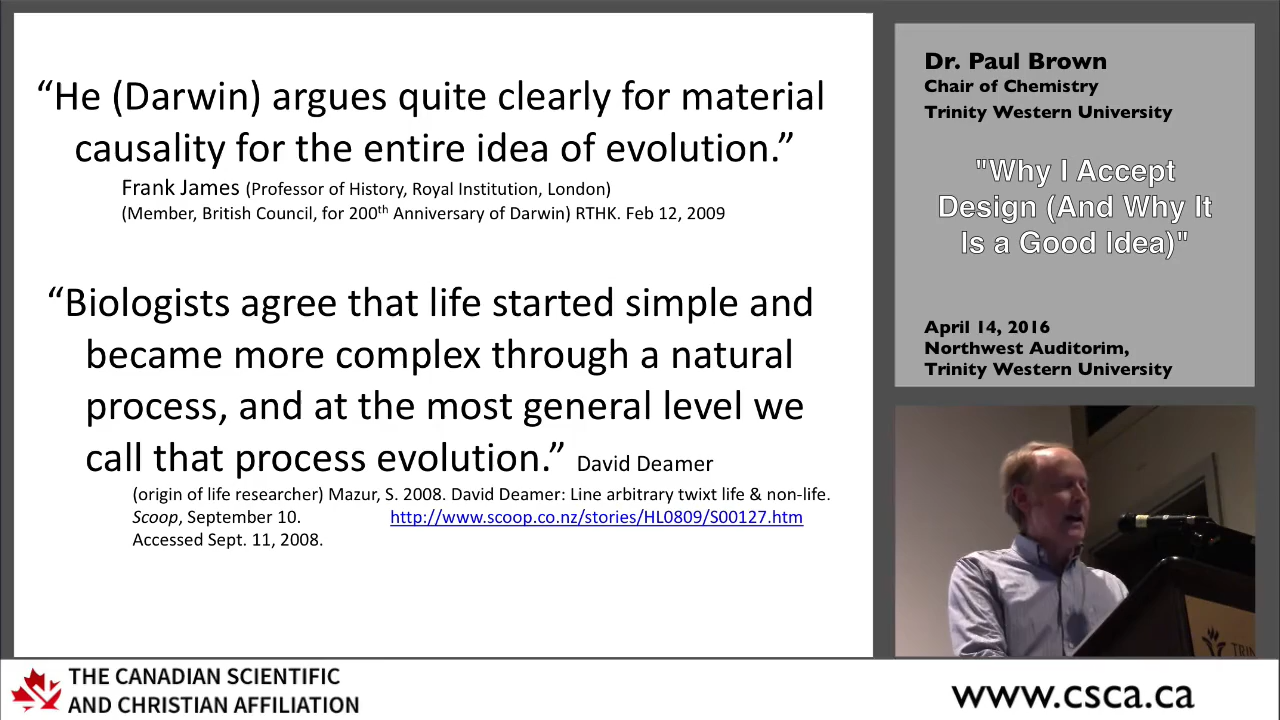 “He (Darwin) argues quite clearly for material
causality for the entire idea of evolution.”
Frank James (Professor of History, Royal Institution, London)
(Member, British Council, for 200th Anniversary of Darwin) RTHK. Feb 12, 2009
“Biologists agree that life started simple and
became more complex through a natural
process, and at the most general level we
call that process evolution.” David Deamer
(origin of life researcher) Mazur, S. 2008. David Deamer: Line arbitrary twixt life & non-life.
Scoop, September 10. http://www.scoop.co.nz/stories/HL0809/S00127.htm
Accessed Sept. 11, 2008.
Dr. Paul Brown
Chair of Chemistry
Trinity Western University
"Why I Accept
Design (And Why It
Is a Good Idea)"
April 14, 2016
Northwest Auditorim,
Trinity Western University
THE CANADIAN SCIENTIFIC
AND CHRISTIAN AFFILIATION
www.csca.ca